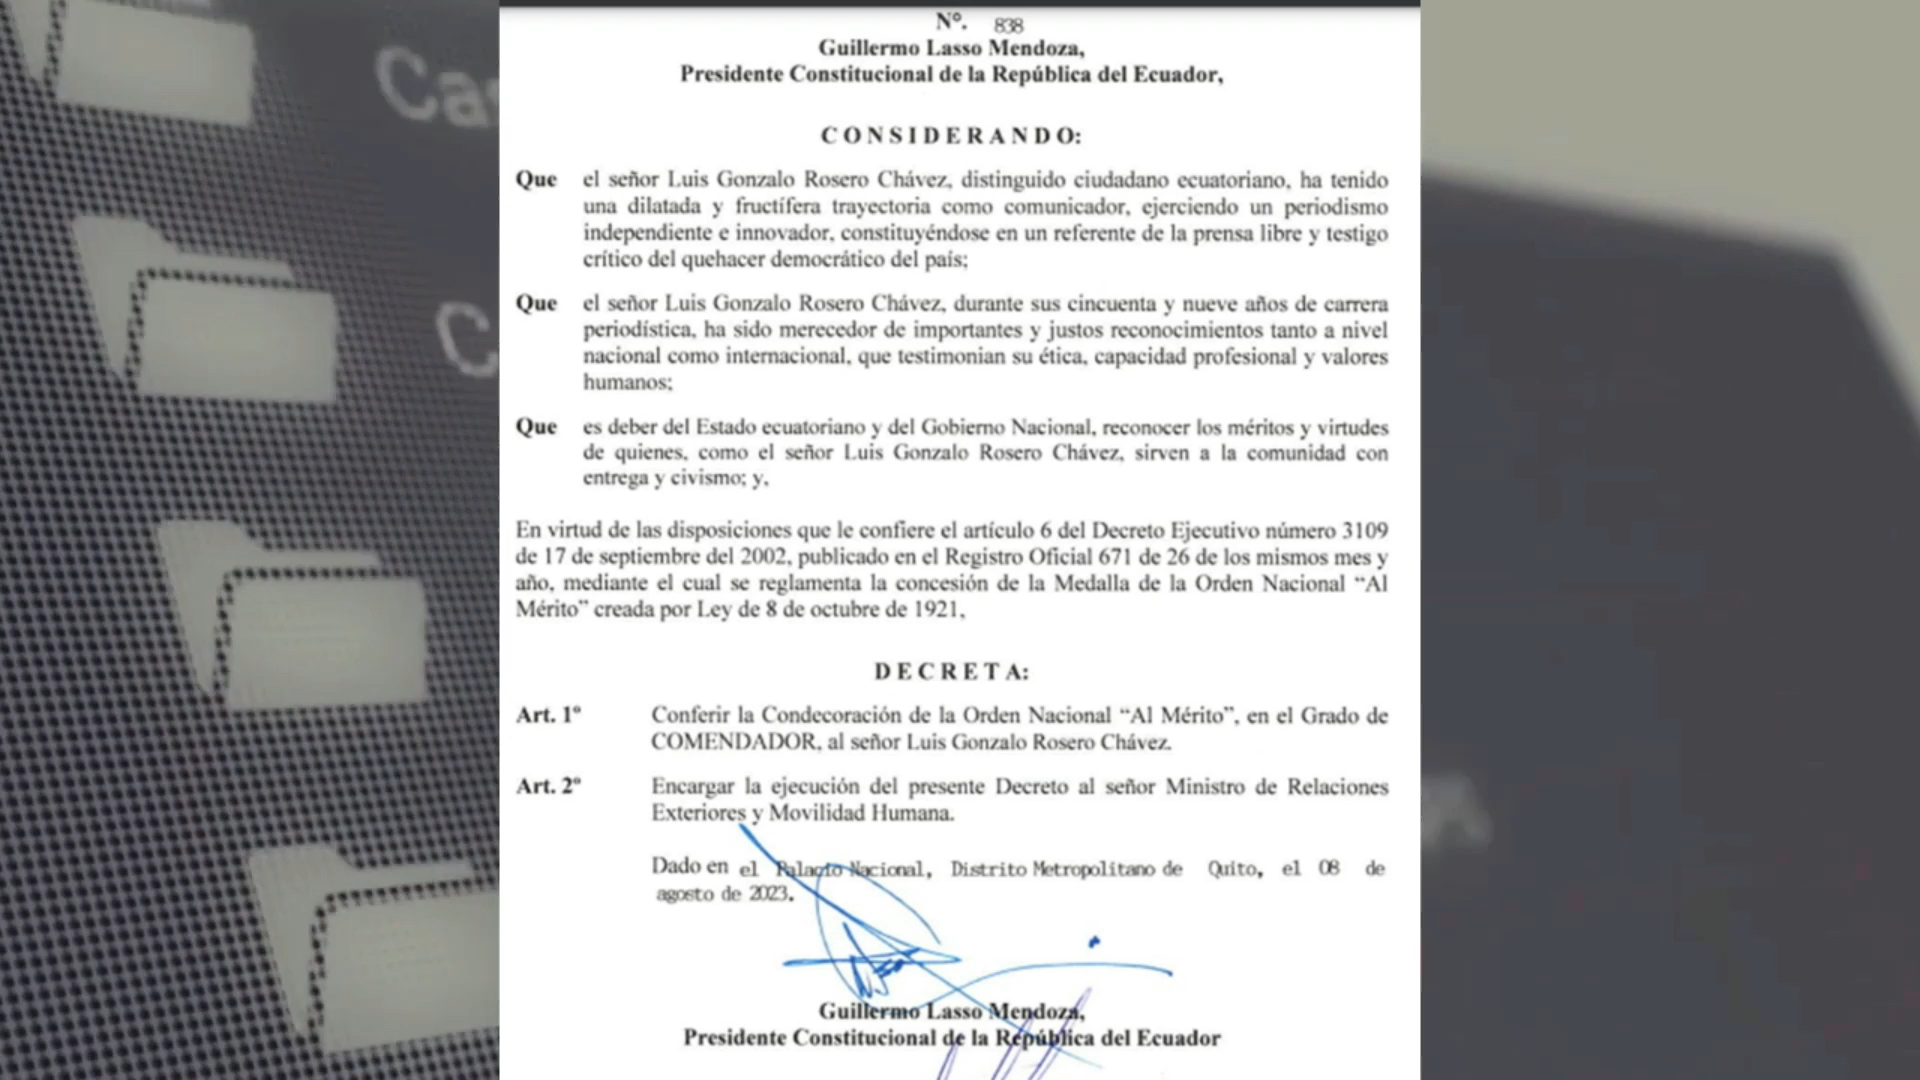 Nº. 838
Guillermo Lasso Mendoza,
Presidente Constitucional de la República del Ecuador,
CONSIDERANDO:
Que el señor Luis Gonzalo Rosero Chávez, distinguido ciudadano ecuatoriano, ha tenido
una dilatada y fructífera trayectoria como comunicador, ejerciendo un periodismo
independiente e innovador, constituyéndose en un referente de la prensa libre y testigo
crítico del quehacer democrático del país;
Que el señor Luis Gonzalo Rosero Chávez, durante sus cincuenta y nueve años de carrera
periodística, ha sido merecedor de importantes y justos reconocimientos tanto a nivel
nacional como internacional, que testimonian su ética, capacidad profesional y valores
humanos;
Que es deber del Estado ecuatoriano y del Gobierno Nacional, reconocer los méritos y virtudes
de quienes, como el señor Luis Gonzalo Rosero Chávez, sirven a la comunidad con
entrega y civismo; y,
En virtud de las disposiciones que le confiere el artículo 6 del Decreto Ejecutivo número 3109
de 17 de septiembre del 2002, publicado en el Registro Oficial 671 de 26 de los mismos mes y
año, mediante el cual se reglamenta la concesión de la Medalla de la Orden Nacional “Al
Mérito” creada por Ley de 8 de octubre de 1921,
DECRETA:
Art. 1º Conferir la Condecoración de la Orden Nacional “Al Mérito”, en el Grado de
COMENDADOR, al señor Luis Gonzalo Rosero Chávez.
Art. 2º Encargar la ejecución del presente Decreto al señor Ministro de Relaciones
Exteriores y Movilidad Humana.
Dado en el Palacio Nacional, Distrito Metropolitano de Quito, el 08 de
agosto de 2023.
Guillermo Lasso Mendoza,
Presidente Constitucional de la República del Ecuador